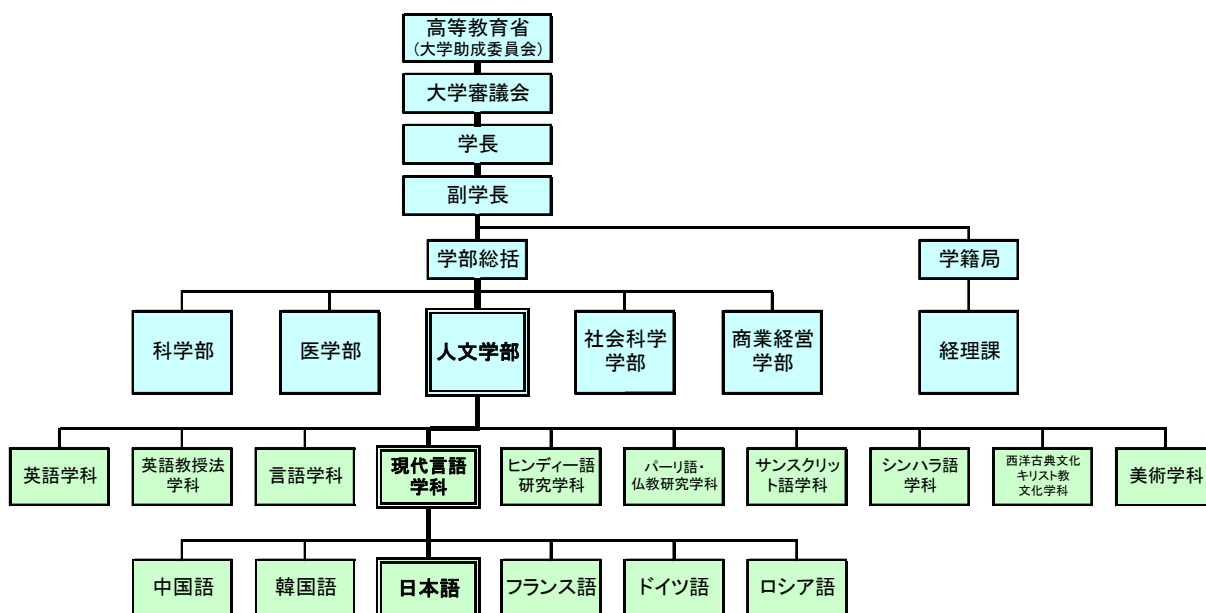 高等教育省
(大学助成委員会)
大学審議会
学長
副学長
学部総括
学籍局
科学部
医学部
人文学部
社会科学
学部
商業経営
学部
経理課
英語学科
英語教授法
学科
言語学科
現代言語
学科
ヒンディー語
研究学科
パーリ語・
仏教研究学科
サンスクリッ
ト語学科
シンハラ語
学科
西洋古典文化
キリスト教
文化学科
美術学科
中国語
韓国語
日本語
フランス語
ドイツ語
ロシア語